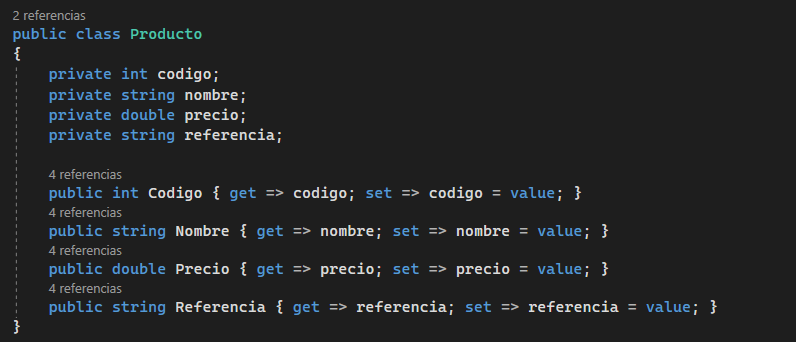 2 referencias
public class Producto
{
private int codigo;
private string nombre;
private double precio;
private string referencia;
4 referencias
public int Codigo { get => codigo; set => codigo = value; }
4 referencias
public string Nombre { get => nombre; set => nombre = value; }
4 referencias
public double Precio { get => precio; set => precio = value; }
4 referencias
public string Referencia { get => referencia; set => referencia = value; }
}